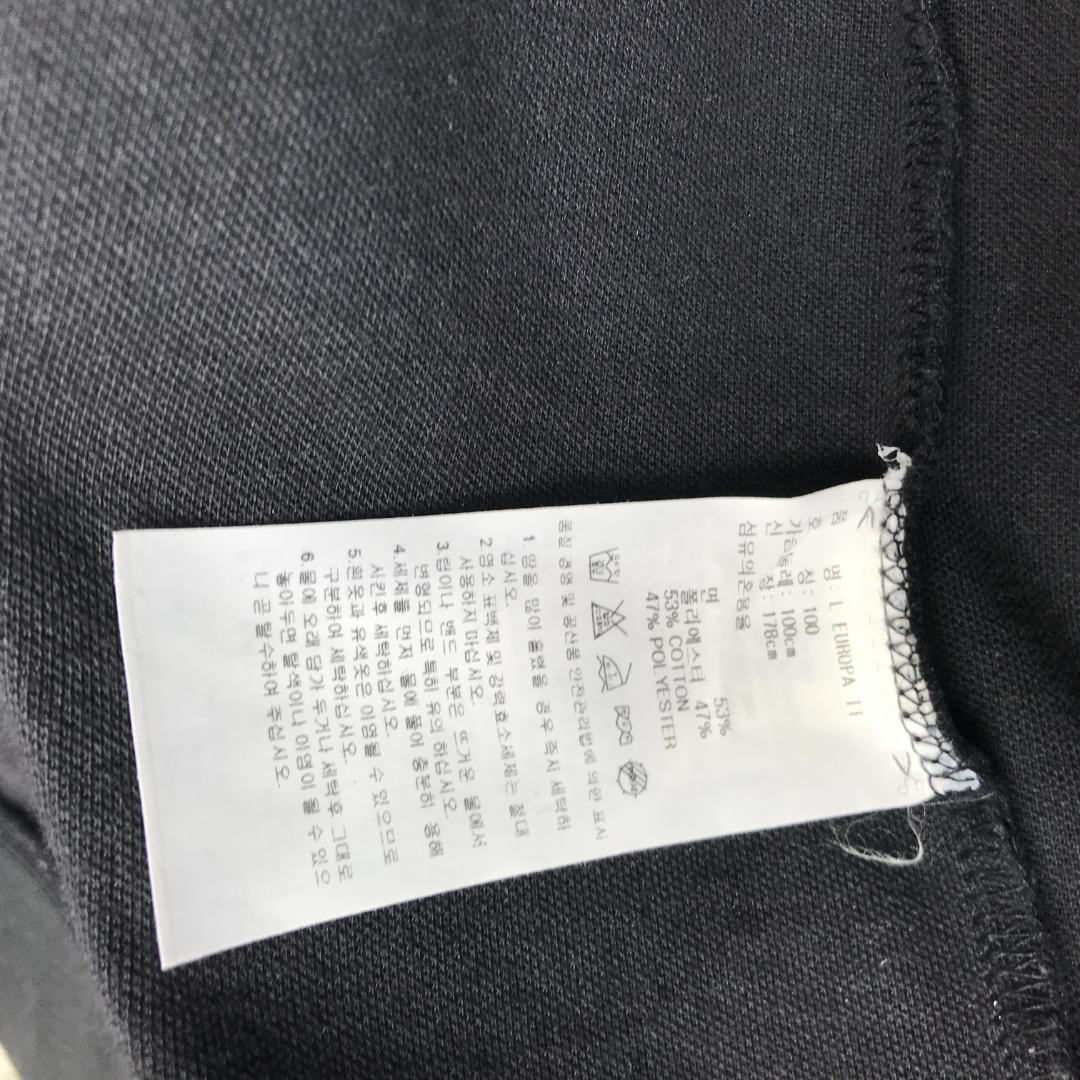 품 명 : L EUROPA TT
호 칭 : 100
가슴둘레 : 100cm
신 장 : 178cm
섬유의혼용율
면 53%
폴리에스터 47%
53% COTTON
47% POLYESTER
품질 경영 및 공산품 안전관리법에 의한 표시
1.땀을 많이 흘렸을 경우 즉시 세탁하
십시오.
2.염소 표백제및 강력효소세제는 절대
사용하지 마십시오.
3.팀이나 밴드 부분은 뜨거운 물에서
변형되므로 특히 유의 하십시오.
4.세제를 먼저 물에 풀어 충분히 용해
시킨후 세탁하십시오.
5.흰옷과 유색옷은 이염될 수 있으므로
구분하여 세탁하십시오.
6.물에 오래 담가 두거나 세탁후 그대로
놓아두면 탈색이나 이염이 될 수 있으
니 곧 탈수하여 주십시오.